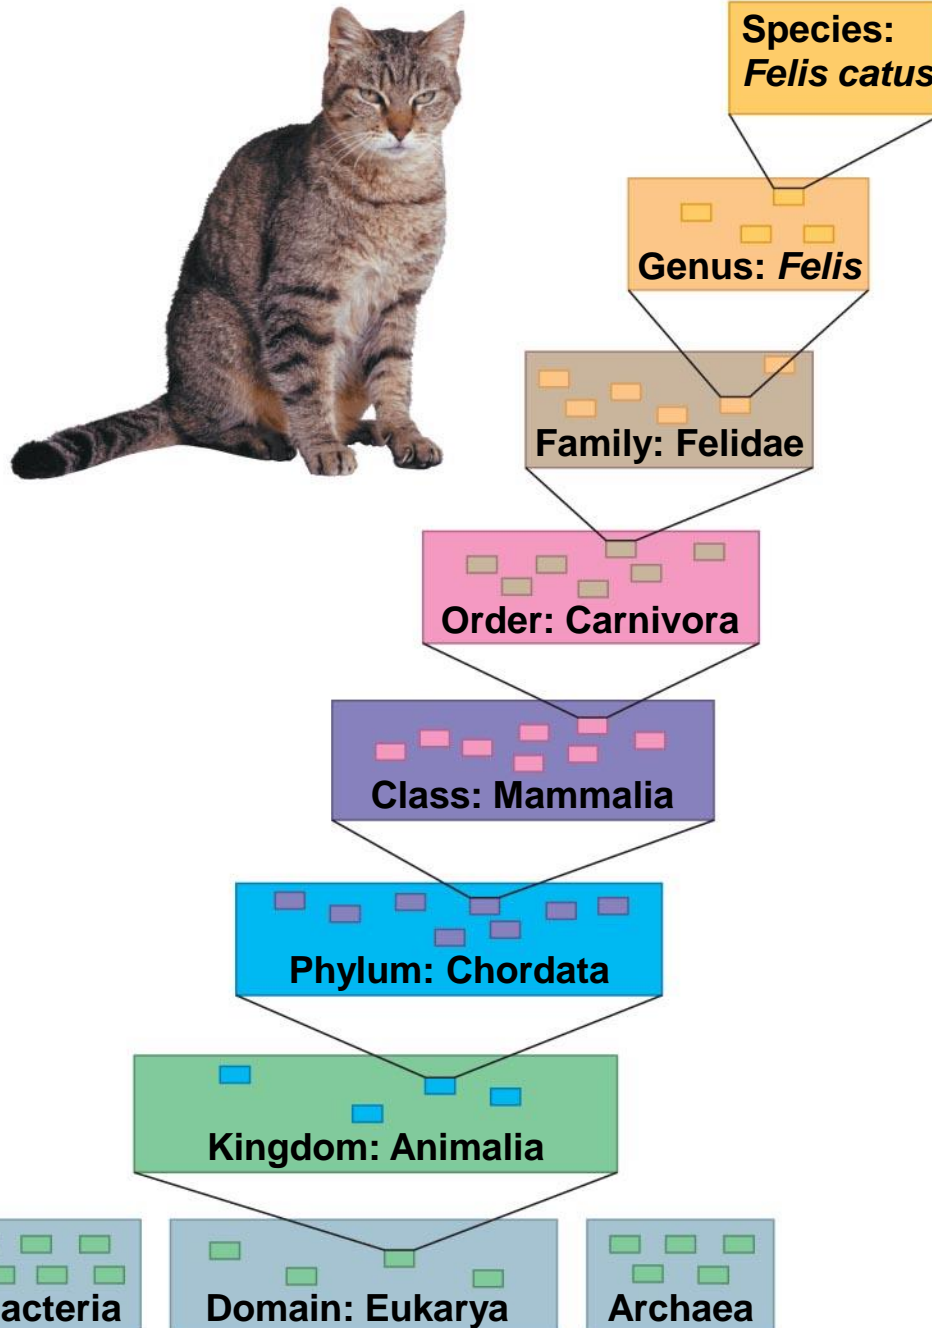 Species:
Felis catus
Genus: Felis
Family: Felidae
Order: Carnivora
Class: Mammalia
Phylum: Chordata
Kingdom: Animalia
acteria
Domain: Eukarya
Archaea